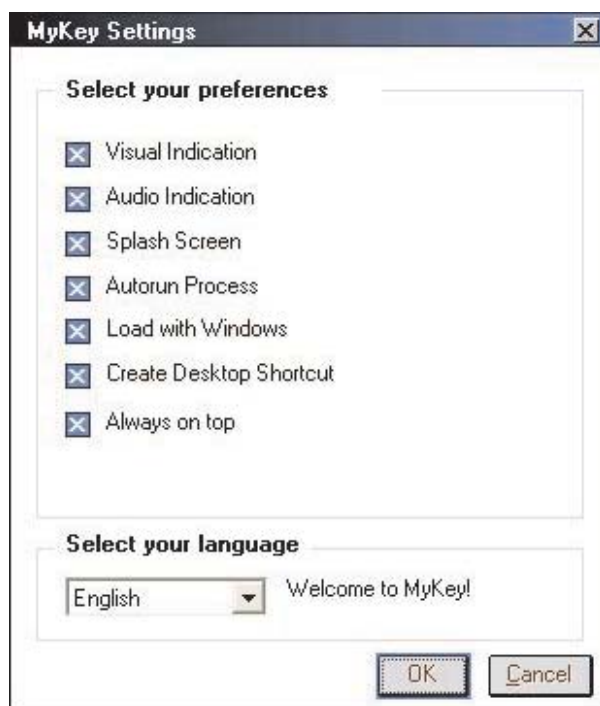 MyKey Settings
Select your preferences
Visual Indication
Audio Indication
Splash Screen
Autorun Process
Load with Windows
Create Desktop Shortcut
Always on top
Select your language
English
Welcome to MyKey!
OK
Cancel